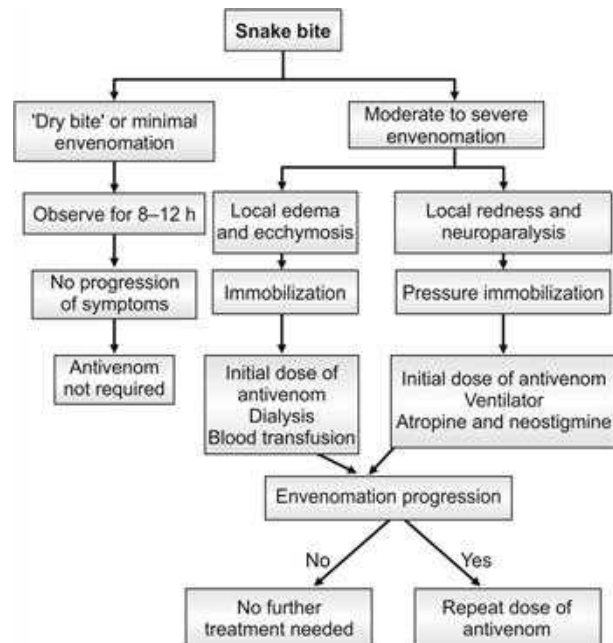 Snake bite
'Dry bite' or minimal
envenomation
Moderate to severe
envenomation
Observe for 8–12 h
Local edema
and ecchymosis
Local redness and
neuroparalysis
No progression
of symptoms
Immobilization
Pressure immobilization
Antivenom
not required
Initial dose of
antivenom
Dialysis
Blood transfusion
Initial dose of antivenom
Ventilator
Atropine and neostigmine
Envenomation progression
No
Yes
No further
treatment needed
Repeat dose of
antivenom